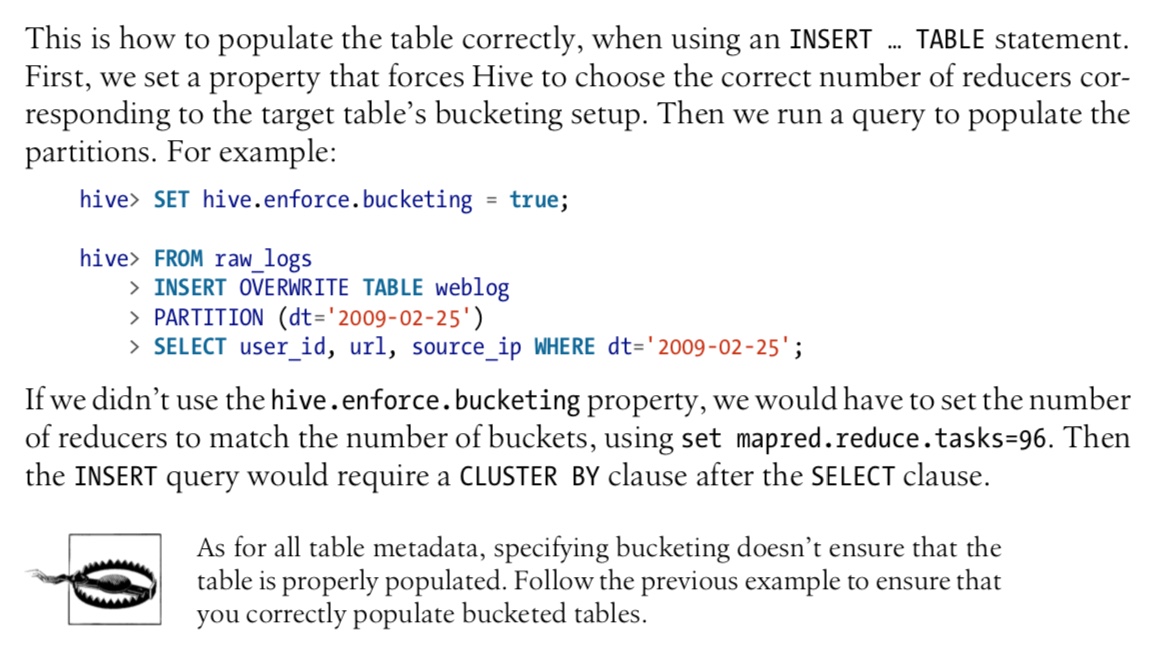 This is how to populate the table correctly, when using an INSERT … TABLE statement.
First, we set a property that forces Hive to choose the correct number of reducers cor-
responding to the target table’s bucketing setup. Then we run a query to populate the
partitions. For example:
hive> SET hive.enforce.bucketing = true;
hive> FROM raw_logs
> INSERT OVERWRITE TABLE weblog
> PARTITION (dt='2009-02-25')
> SELECT user_id, url, source_ip WHERE dt='2009-02-25';
If we didn’t use the hive.enforce.bucketing property, we would have to set the number
of reducers to match the number of buckets, using set mapred.reduce.tasks=96. Then
the INSERT query would require a CLUSTER BY clause after the SELECT clause.
As for all table metadata, specifying bucketing doesn’t ensure that the
table is properly populated. Follow the previous example to ensure that
you correctly populate bucketed tables.